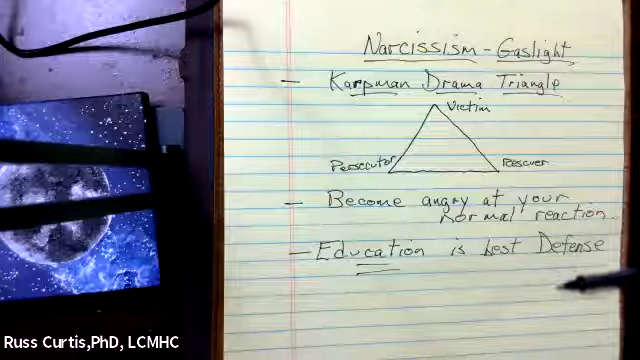 Narcissism - Gaslight
- Karpman Drama Triangle
Victim
Persecutor
Rescuer
- Become angry at your
normal reaction
- Education is best Defense
Russ Curtis,PhD, LCMHC